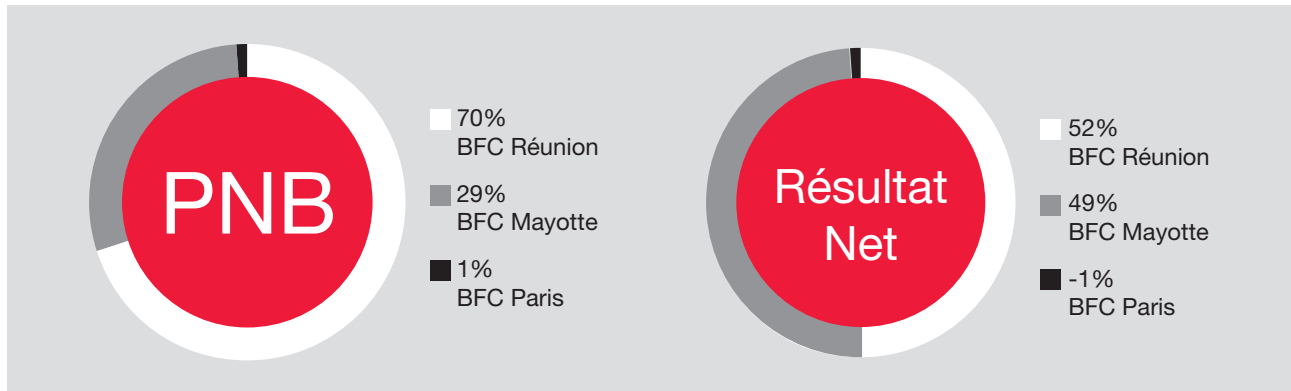 PNB
70%
BFC Réunion
29%
BFC Mayotte
1%
BFC Paris
Résultat
Net
52%
BFC Réunion
49%
BFC Mayotte
-1%
BFC Paris